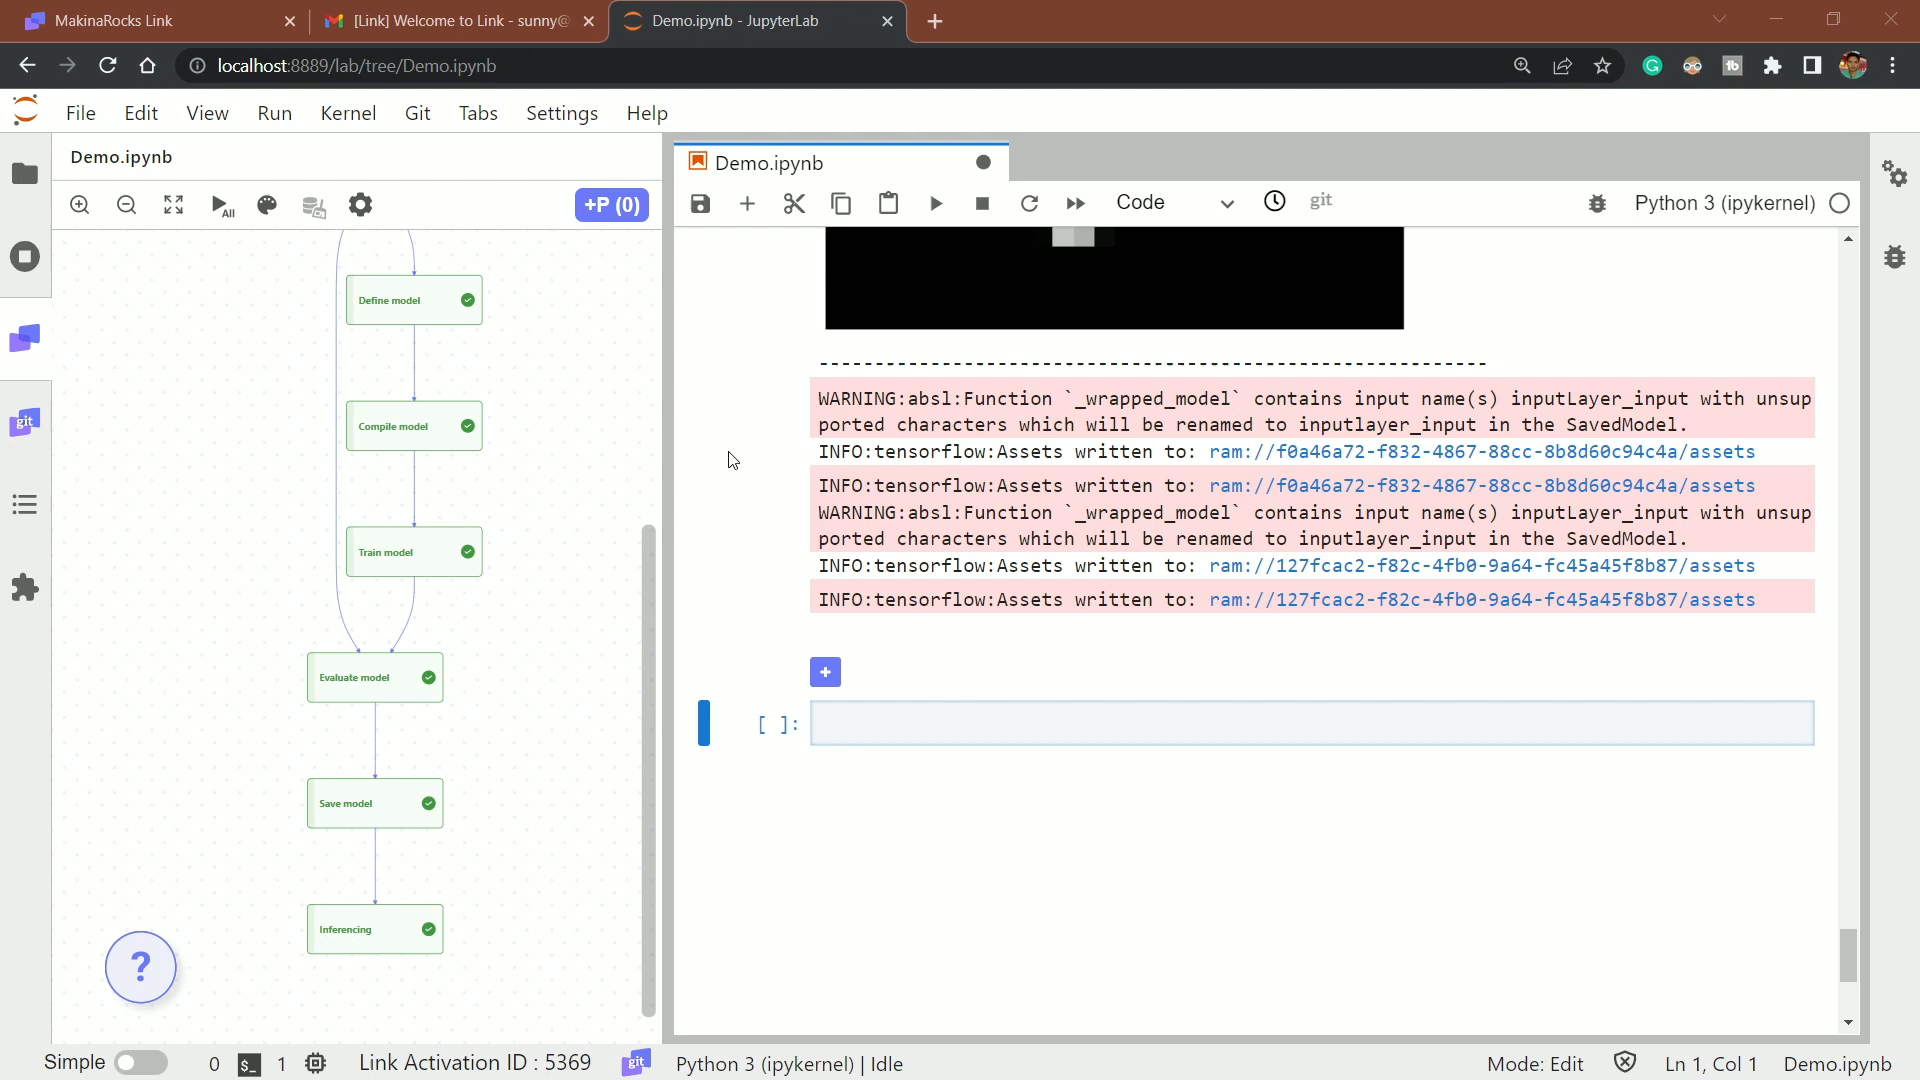 MakinaRocks Link
[Link] Welcome to Link - sunny@
Demo.ipynb - JupyterLab
localhost:8889/lab/tree/Demo.ipynb
File Edit View Run Kernel Git Tabs Settings Help
Demo.ipynb
All
+P (0)
Define model
Compile model
Train model
Evaluate model
Save model
Inferencing
?
git
Demo.ipynb
Code
git
Python 3 (ipykernel)
--------------------------------------------------------------
WARNING:absl:Function `_wrapped_model` contains input name(s) inputLayer_input with unsup
ported characters which will be renamed to inputlayer_input in the SavedModel.
INFO:tensorflow:Assets written to: ram://f0a46a72-f832-4867-88cc-8b8d60c94c4a/assets
INFO:tensorflow:Assets written to: ram://f0a46a72-f832-4867-88cc-8b8d60c94c4a/assets
WARNING:absl:Function `_wrapped_model` contains input name(s) inputLayer_input with unsup
ported characters which will be renamed to inputlayer_input in the SavedModel.
INFO:tensorflow:Assets written to: ram://127fcac2-f82c-4fb0-9a64-fc45a45f8b87/assets
INFO:tensorflow:Assets written to: ram://127fcac2-f82c-4fb0-9a64-fc45a45f8b87/assets
+
[ ]:
Simple 0 $_ 1 Link Activation ID : 5369 git Python 3 (ipykernel) | Idle Mode: Edit Ln 1, Col 1 Demo.ipynb